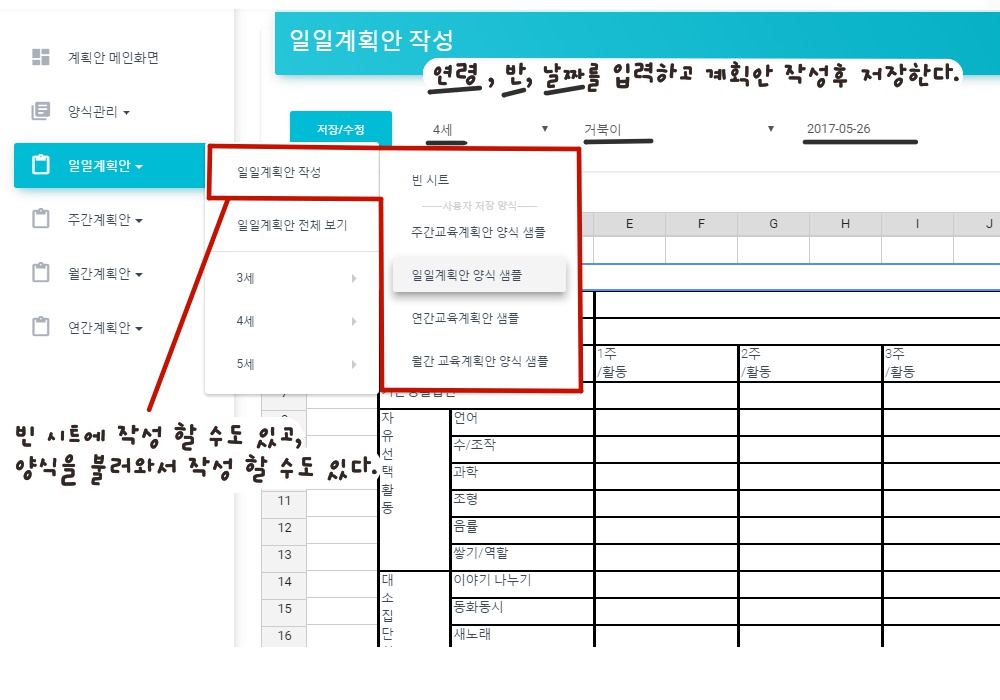 일일계획안 작성
연령, 반, 날짜를 입력하고 계획안 작성후 저장한다.
계획안 메인화면
양식관리
일일계획안
주간계획안
월간계획안
연간계획안
저장/수정
4세
거북이
2017-05-26
일일계획안 작성
일일계획안 전체 보기
3세
4세
5세
빈 시트
사용자 저장 양식
주간교육계획안 양식 샘플
일일계획안 양식 샘플
연간교육계획안 샘플
월간 교육계획안 양식 샘플
빈 시트에 작성 할 수도 있고,
양식을 불러와서 작성 할 수도 있다.
E F G H I J
1주
/활동
2주
/활동
3주
/활동
자유선택활동
언어
수/조작
과학
11 조형
12 음률
13 쌓기/역할
대소집단
14 이야기 나누기
15 동화동시
16 새노래